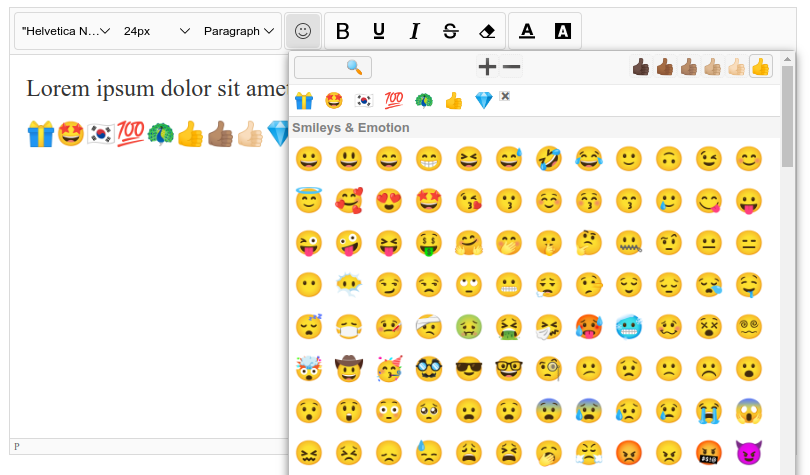 "Helvetica N... 24px Paragraph B U I S A A
Lorem ipsum dolor sit amet
Smileys & Emotion
P